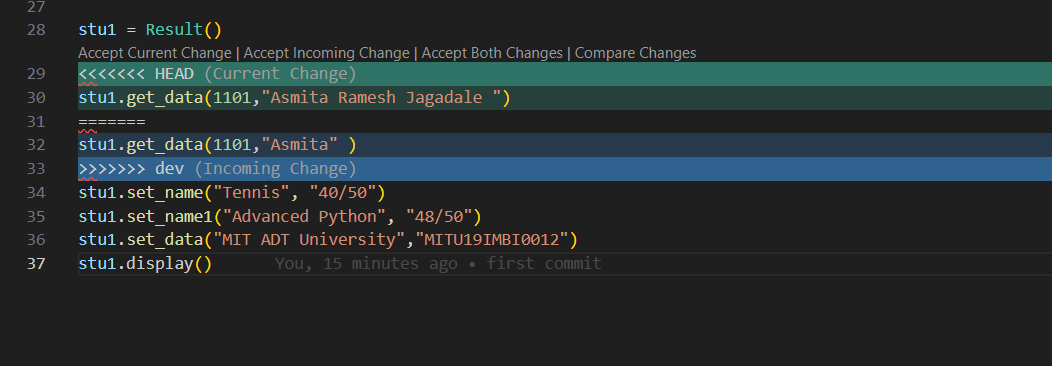 27
28 stu1 = Result()
Accept Current Change | Accept Incoming Change | Accept Both Changes | Compare Changes
29 <<<<<<< HEAD (Current Change)
30 stu1.get_data(1101,"Asmita Ramesh Jagadale ")
31 =======
32 stu1.get_data(1101,"Asmita" )
33 >>>>>>> dev (Incoming Change)
34 stu1.set_name("Tennis", "40/50")
35 stu1.set_name1("Advanced Python", "48/50")
36 stu1.set_data("MIT ADT University","MITU19IMBI0012")
37 stu1.display() You, 15 minutes ago • first commit